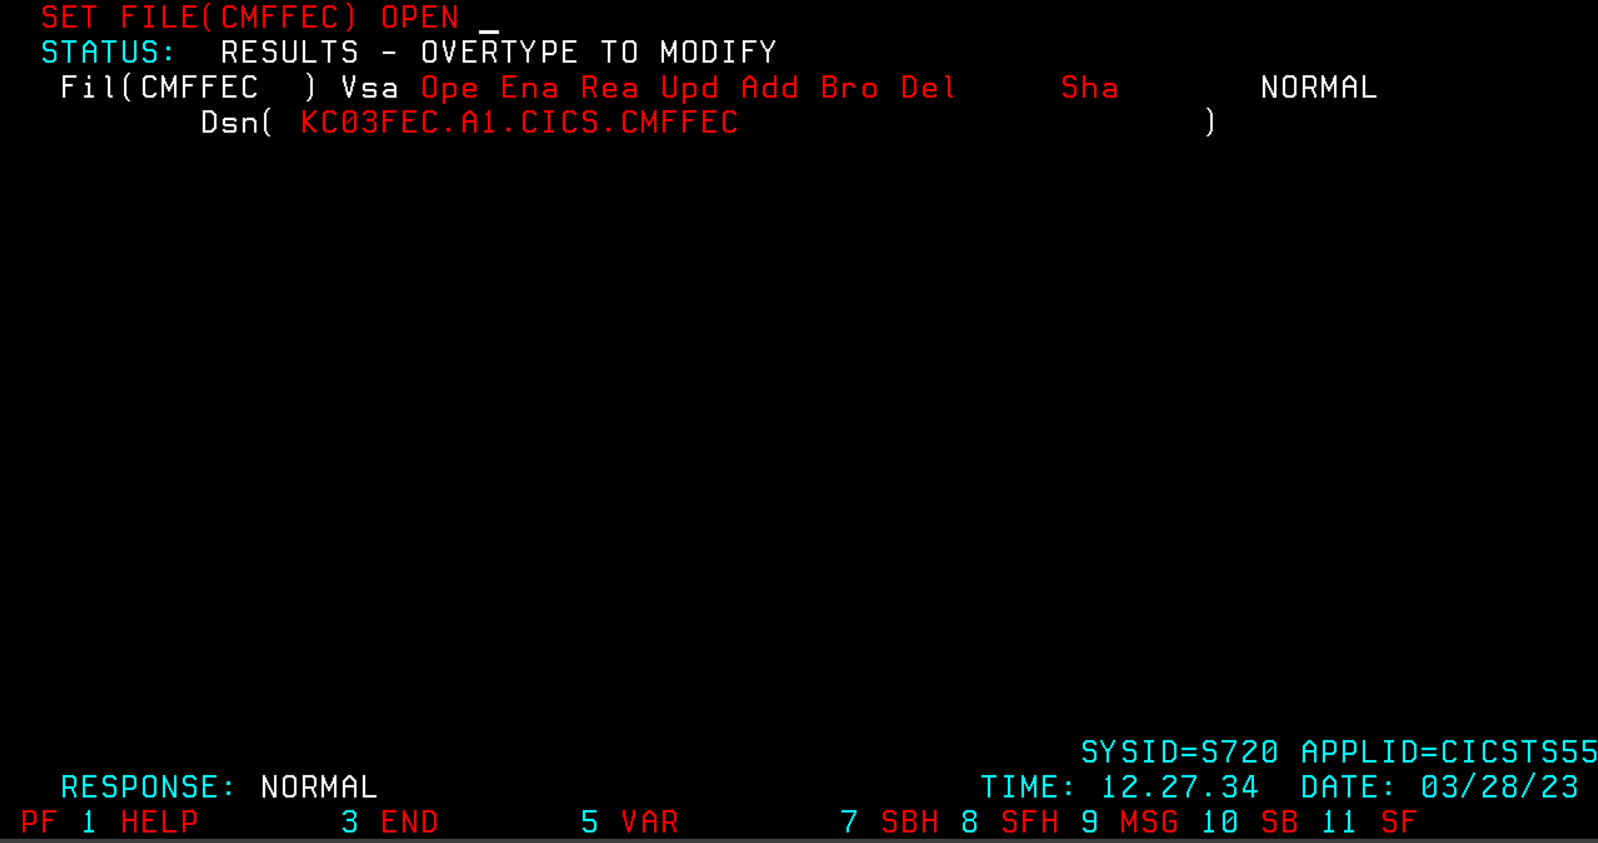 SET FILE(CMFFEC) OPEN _
STATUS:  RESULTS - OVERTYPE TO MODIFY
Fil(CMFFEC  ) Vsa Ope Ena Rea Upd Add Bro Del     Sha       NORMAL
Dsn( KC03FEC.A1.CICS.CMFFEC                       )
SYSID=S720 APPLID=CICSTS55
RESPONSE: NORMAL                              TIME: 12.27.34  DATE: 03/28/23
PF 1 HELP       3 END       5 VAR        7 SBH 8 SFH 9 MSG 10 SB 11 SF